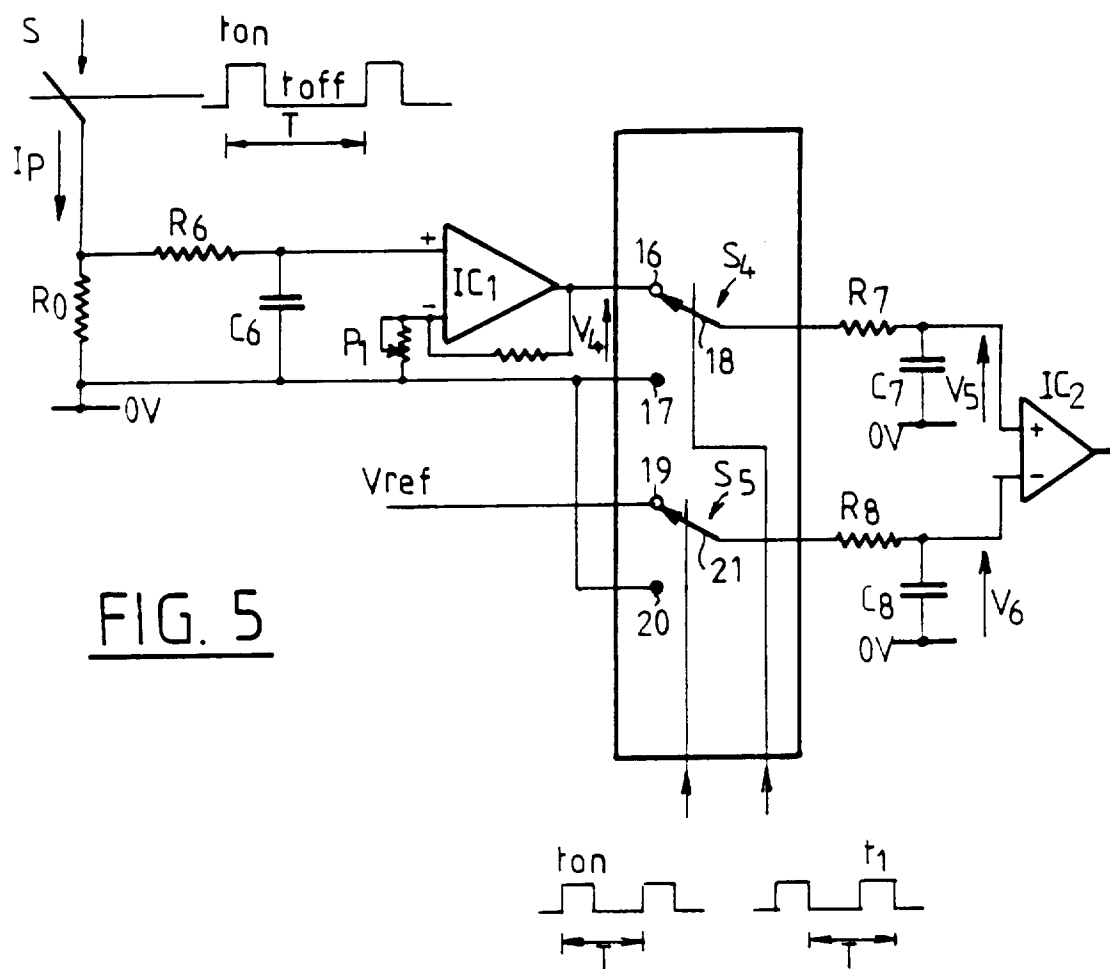 S
ton
toff
T
IP
R6
R0
C6
+
-
IC1
P1
V4
0V
16
S4
18
17
R7
C7
V5
0V
IC2
+
-
Vref
19
S5
21
20
R8
C8
V6
0V
FIG. 5
ton
t1
T
T